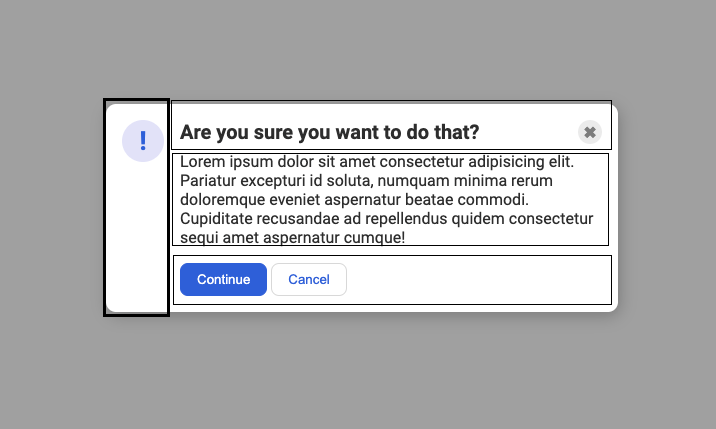 !
Are you sure you want to do that? ✖
Lorem ipsum dolor sit amet consectetur adipisicing elit.
Pariatur excepturi id soluta, numquam minima rerum
doloremque eveniet aspernatur beatae commodi.
Cupiditate recusandae ad repellendus quidem consectetur
sequi amet aspernatur cumque!
Continue Cancel